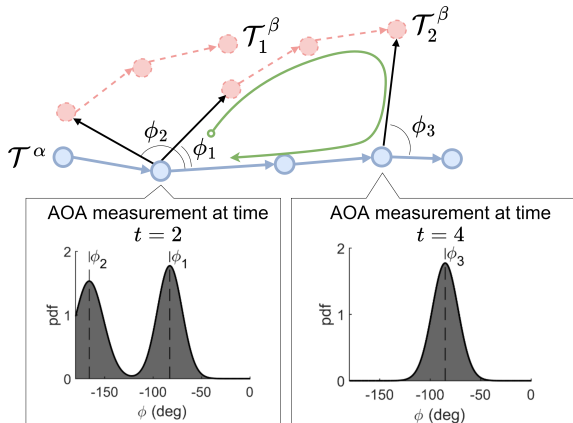 𝒯₁^β
𝒯₂^β
ϕ₂
ϕ₁
ϕ₃
𝒯^α
AOA measurement at time
t = 2
AOA measurement at time
t = 4
2
1
0
pdf
ϕ₂
ϕ₁
-150
-100
-50
0
ϕ (deg)
2
1
0
pdf
ϕ₃
-150
-100
-50
0
ϕ (deg)